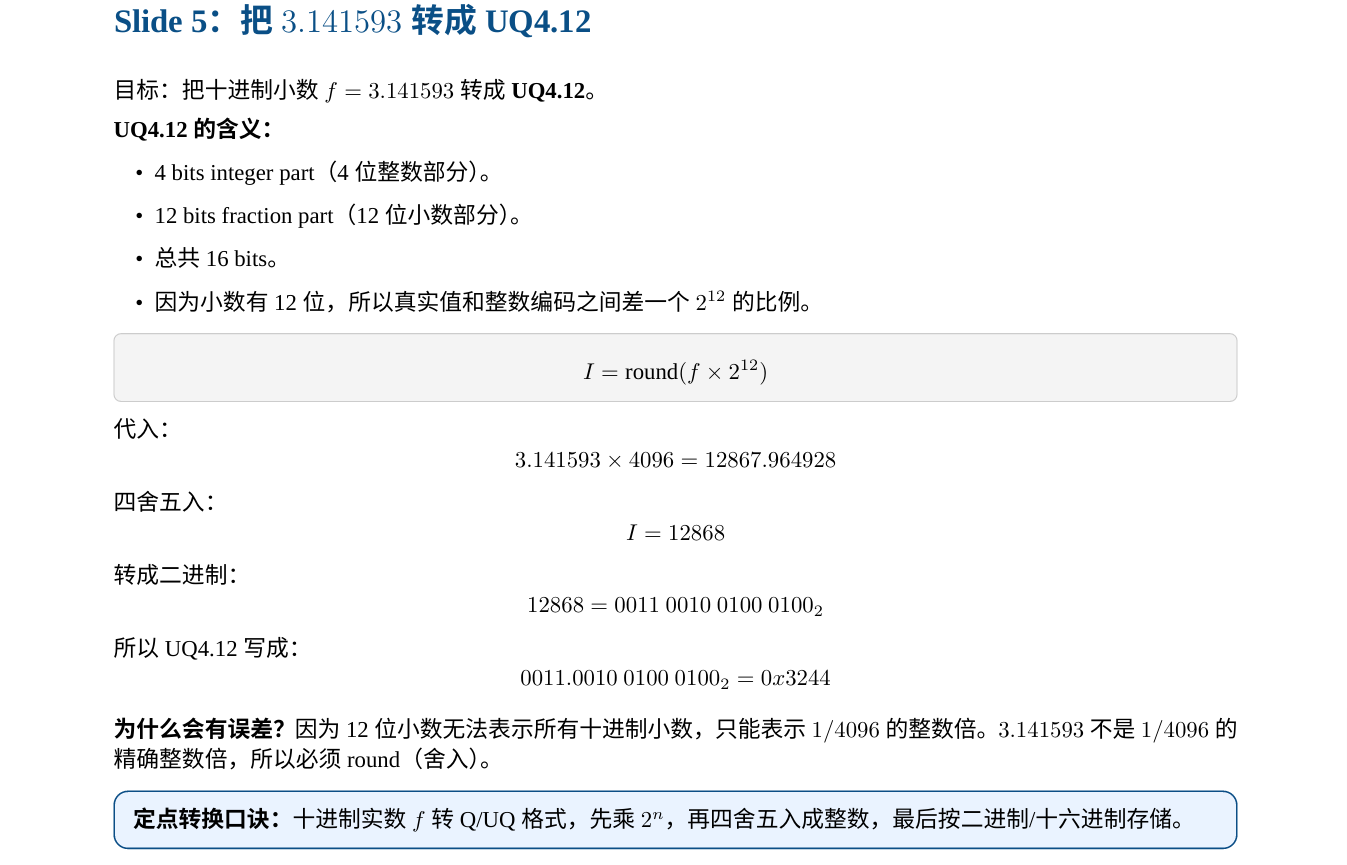 Slide 5：把 3.141593 转成 UQ4.12
目标：把十进制小数 f = 3.141593 转成 UQ4.12。
UQ4.12 的含义：
• 4 bits integer part（4 位整数部分）。
• 12 bits fraction part（12 位小数部分）。
• 总共 16 bits。
• 因为小数有 12 位，所以真实值和整数编码之间差一个 2^12 的比例。
I = round(f × 2^12)
代入：
3.141593 × 4096 = 12867.964928
四舍五入：
I = 12868
转成二进制：
12868 = 0011 0010 0100 0100₂
所以 UQ4.12 写成：
0011.0010 0100 0100₂ = 0x3244
为什么会有误差？因为 12 位小数无法表示所有十进制小数，只能表示 1/4096 的整数倍。3.141593 不是 1/4096 的
精确整数倍，所以必须 round（舍入）。
定点转换口诀：十进制实数 f 转 Q/UQ 格式，先乘 2^n，再四舍五入成整数，最后按二进制/十六进制存储。